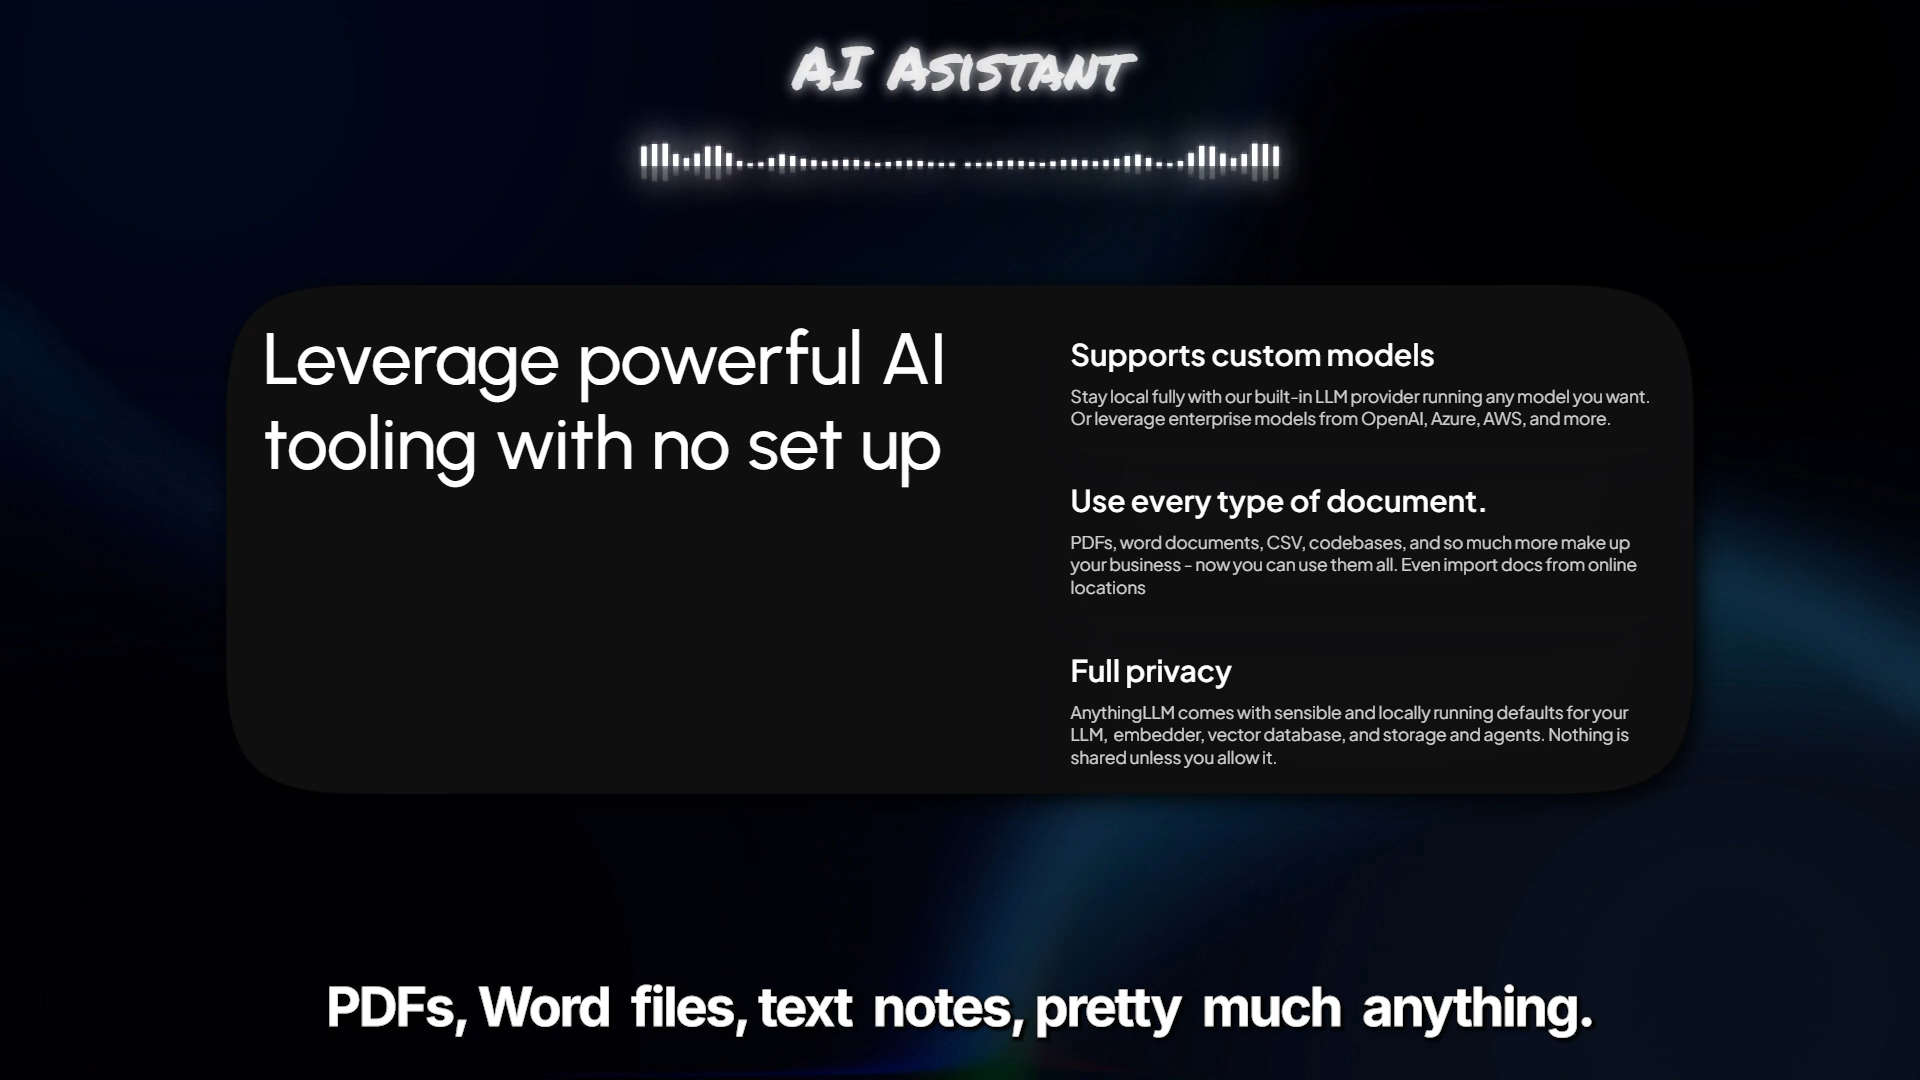 AI Asistant
Leverage powerful AI
tooling with no set up
Supports custom models
Stay local fully with our built-in LLM provider running any model you want.
Or leverage enterprise models from OpenAI, Azure, AWS, and more.
Use every type of document.
PDFs, word documents, CSV, codebases, and so much more make up
your business - now you can use them all. Even import docs from online
locations
Full privacy
AnythingLLM comes with sensible and locally running defaults for your
LLM, embedder, vector database, and storage and agents. Nothing is
shared unless you allow it.
PDFs, Word files, text notes, pretty much anything.